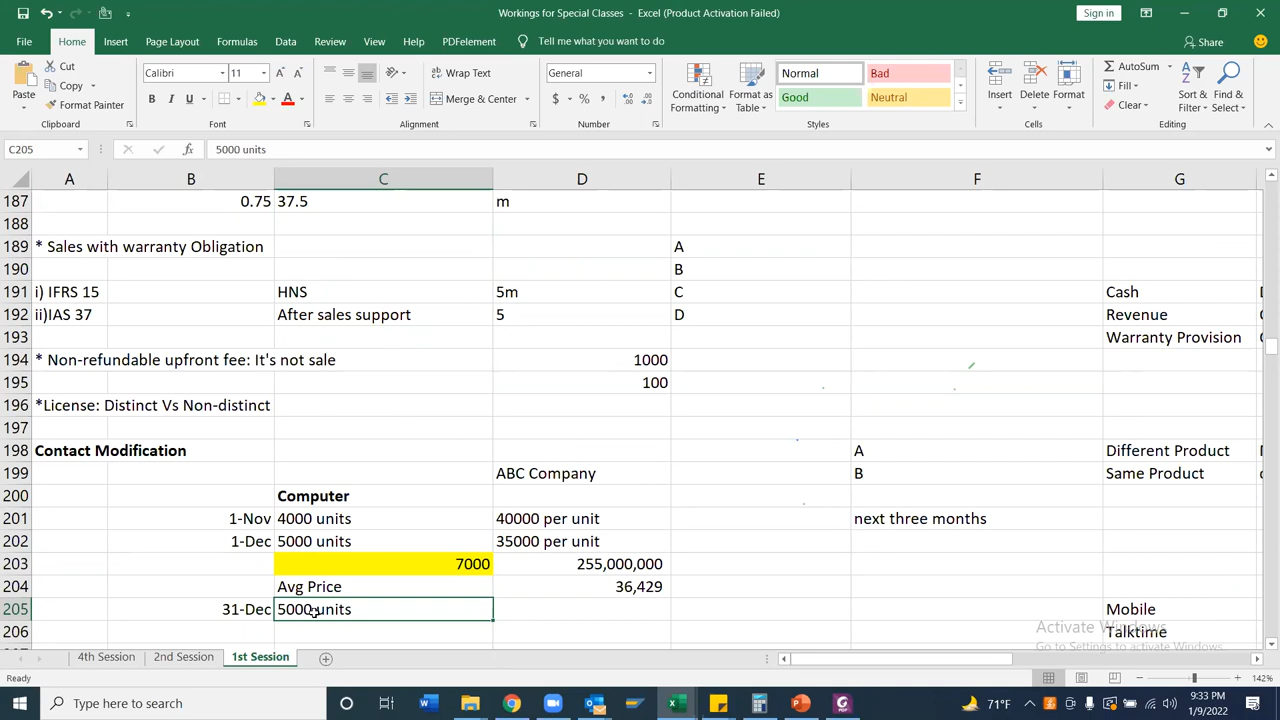 Workings for Special Classes - Excel (Product Activation Failed)
Sign in
File Home Insert Page Layout Formulas Data Review View Help PDFelement Tell me what you want to do Share
Paste Cut Copy Format Painter Clipboard
Calibri 11 B I U Font
Wrap Text Merge & Center Alignment
General $ % , Number
Conditional Formatting Format as Table Normal Bad Good Neutral Styles
Insert Delete Format Cells
AutoSum Fill Clear Sort & Filter Find & Select Editing
C205 fx 5000 units
A B C D E F G
187 0.75 37.5 m
188
189 * Sales with warranty Obligation A
190 B
191 i) IFRS 15 HNS 5m C Cash
192 ii)IAS 37 After sales support 5 D Revenue
193 Warranty Provision
194 * Non-refundable upfront fee: It's not sale 1000
195 100
196 *License: Distinct Vs Non-distinct
197
198 Contact Modification A Different Product
199 ABC Company B Same Product
200 Computer
201 1-Nov 4000 units 40000 per unit next three months
202 1-Dec 5000 units 35000 per unit
203 7000 255,000,000
204 Avg Price 36,429
205 31-Dec 5000 units Mobile
206 Talktime
Activate Windows
Go to Settings to activate Windows.
4th Session 2nd Session 1st Session
Ready 142%
Type here to search 71°F 9:33 PM
1/9/2022